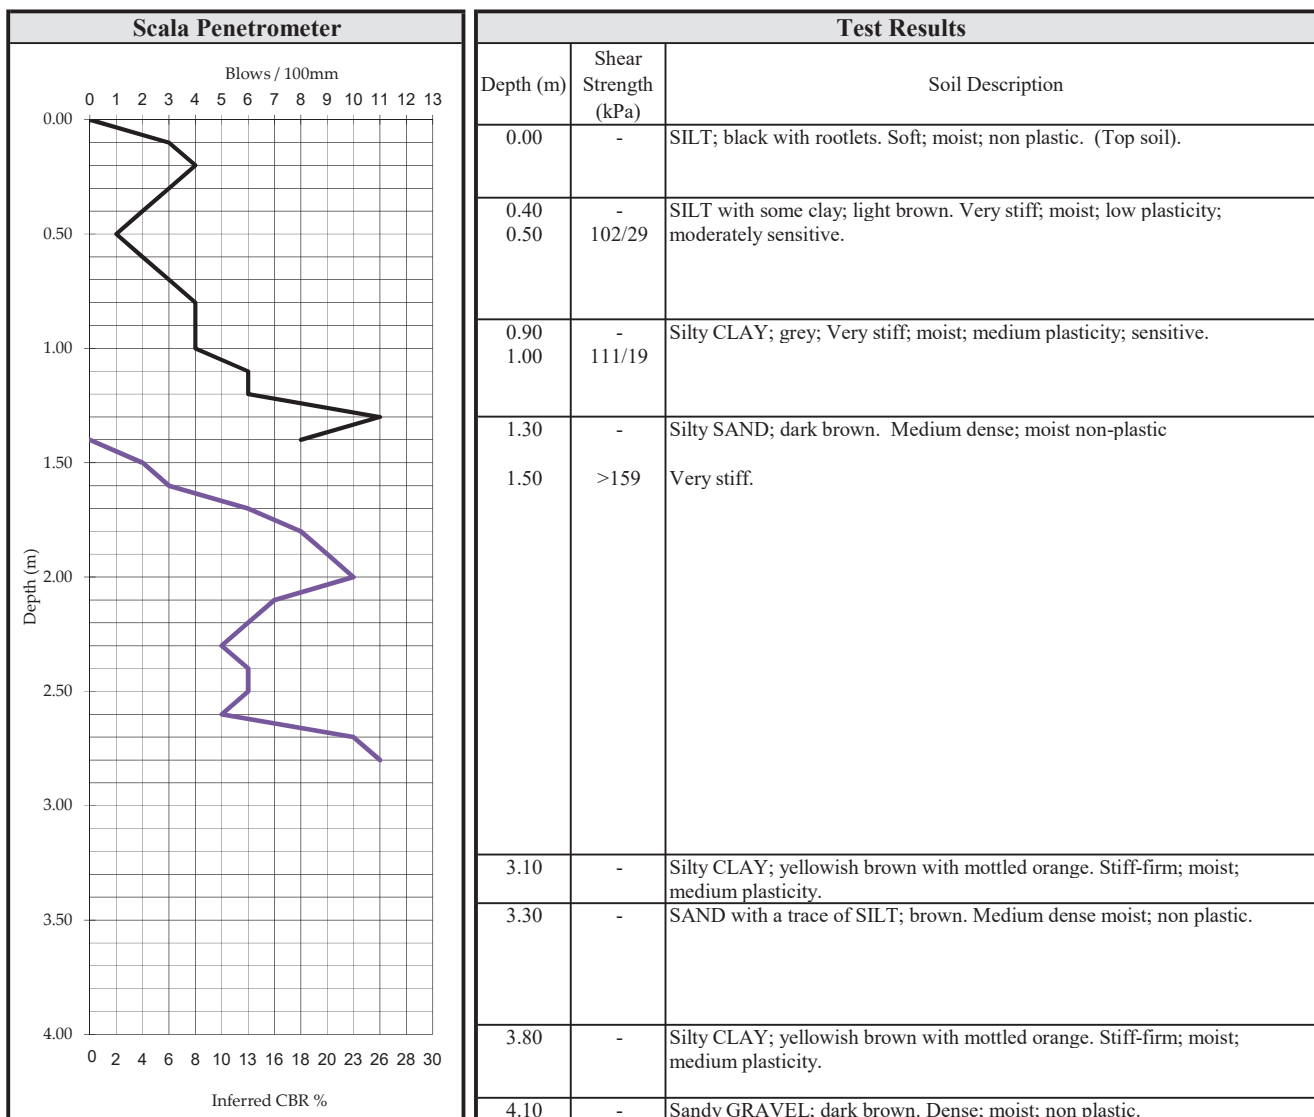 Scala Penetrometer
Blows / 100mm
0 1 2 3 4 5 6 7 8 9 10 11 12 13
0.00
0.50
1.00
1.50
2.00
2.50
3.00
3.50
4.00
Depth (m)
0 2 4 6 8 10 13 16 18 20 23 26 28 30
Inferred CBR %
Test Results
Depth (m) Shear Strength (kPa) Soil Description
0.00 - SILT; black with rootlets. Soft; moist; non plastic. (Top soil).
0.40 - SILT with some clay; light brown. Very stiff; moist; low plasticity;
0.50 102/29 moderately sensitive.
0.90 - Silty CLAY; grey; Very stiff; moist; medium plasticity; sensitive.
1.00 111/19
1.30 - Silty SAND; dark brown. Medium dense; moist non-plastic
1.50 >159 Very stiff.
3.10 - Silty CLAY; yellowish brown with mottled orange. Stiff-firm; moist;
medium plasticity.
3.30 - SAND with a trace of SILT; brown. Medium dense moist; non plastic.
3.80 - Silty CLAY; yellowish brown with mottled orange. Stiff-firm; moist;
medium plasticity.
4.10 - Sandy GRAVEL; dark brown. Dense; moist; non plastic.